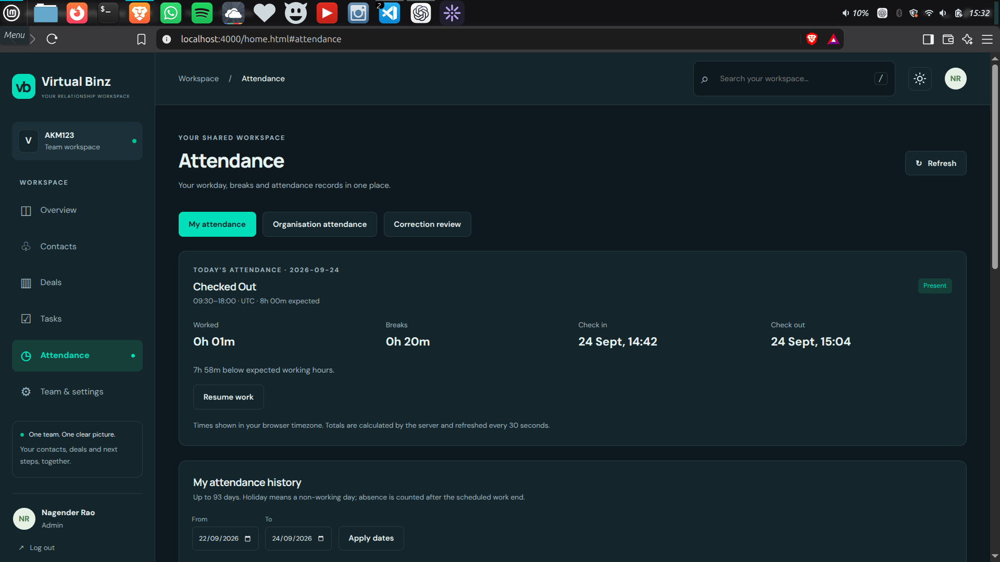 2
10%
15:32
Menu
localhost:4000/home.html#attendance
vb
Virtual Binz
YOUR RELATIONSHIP WORKSPACE
Workspace / Attendance
Search your workspace...
/
NR
V
AKM123
Team workspace
WORKSPACE
Overview
Contacts
Deals
Tasks
Attendance
Team & settings
One team. One clear picture.
Your contacts, deals and next
steps, together.
NR
Nagender Rao
Admin
↗ Log out
YOUR SHARED WORKSPACE
Attendance
Your workday, breaks and attendance records in one place.
↻ Refresh
My attendance
Organisation attendance
Correction review
TODAY'S ATTENDANCE · 2026-09-24
Checked Out
09:30–18:00 · UTC · 8h 00m expected
Present
Worked
0h 01m
Breaks
0h 20m
Check in
24 Sept, 14:42
Check out
24 Sept, 15:04
7h 58m below expected working hours.
Resume work
Times shown in your browser timezone. Totals are calculated by the server and refreshed every 30 seconds.
My attendance history
Up to 93 days. Holiday means a non-working day; absence is counted after the scheduled work end.
From
22/09/2026
To
24/09/2026
Apply dates